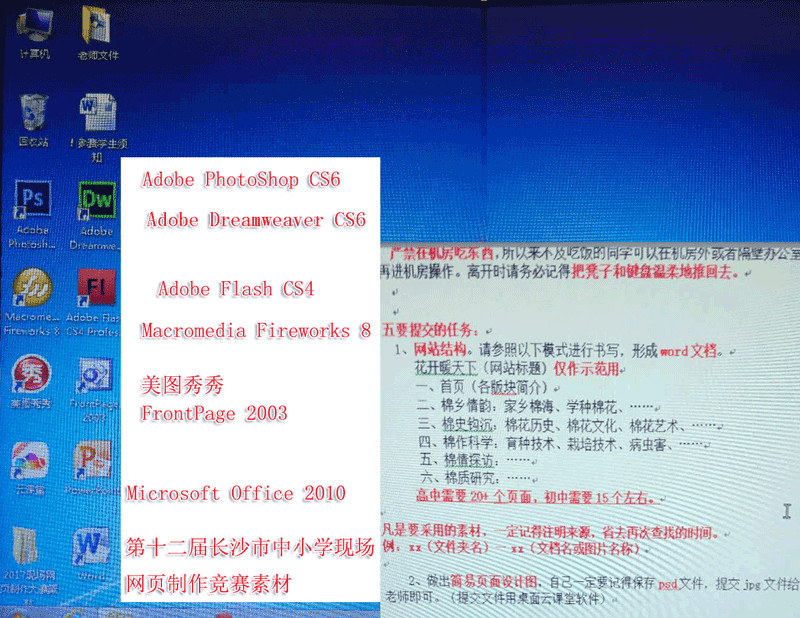 计算机
老师文件
回收站
！参赛学生须
知
Ps
Dw
Adobe
Photosh...
Adobe
Dreamwe...
Adobe PhotoShop CS6
Adobe Dreamweaver CS6
Adobe Flash CS4
Macromedia Fireworks 8
美图秀秀
FrontPage 2003
Microsoft Office 2010
第十二届长沙市中小学现场
网页制作竞赛素材
Macrome...
Fireworks 8
Fl
Adobe Flash
CS4 Profes...
美图秀秀
FrontPage
2003
云课堂
PowerPoint
Word
严禁在机房吃东西，所以来不及吃饭的同学可以在机房外或者隔壁办公室
再进机房操作。离开时请务必记得把凳子和键盘温柔地推回去。
五要提交的任务：
1、网站结构。请参照以下模式进行书写，形成word文档。
花开暖天下（网站标题）仅作示范用
一、首页（各版块简介）
二、棉乡情韵：家乡棉海、学种棉花、……
三、棉史钩沉：棉花历史、棉花文化、棉花艺术、……
四、棉作科学：育种技术、栽培技术、病虫害、……
五、棉情探访：……
六、棉质研究：……
高中需要20+个页面，初中需要15个左右。
凡是要采用的素材，一定记得注明来源，省去再次查找的时间。
例：xx（文件夹名）— xx（文档名或图片名称）
2、做出简易页面设计图，自己一定要记得保存psd文件，提交jpg文件给
老师即可。（提交文件用桌面云课堂软件）